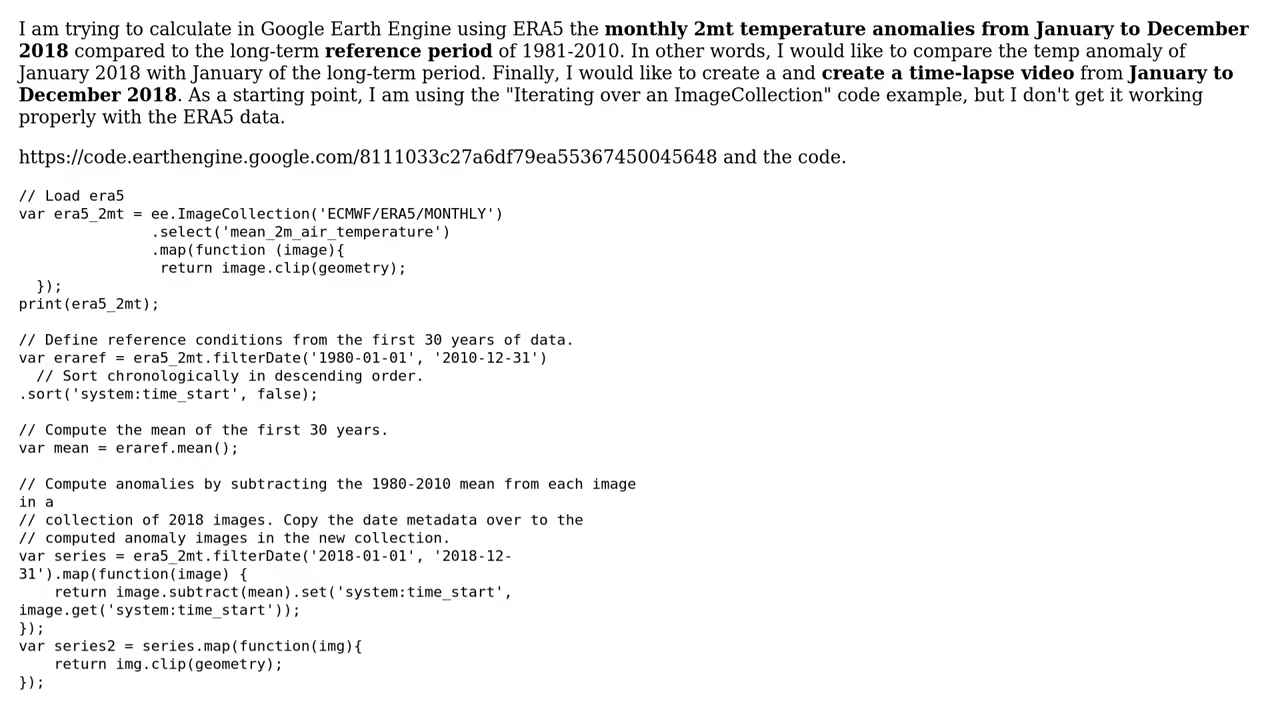 I am trying to calculate in Google Earth Engine using ERA5 the monthly 2mt temperature anomalies from January to December
2018 compared to the long-term reference period of 1981-2010. In other words, I would like to compare the temp anomaly of
January 2018 with January of the long-term period. Finally, I would like to create a and create a time-lapse video from January to
December 2018. As a starting point, I am using the "Iterating over an ImageCollection" code example, but I don't get it working
properly with the ERA5 data.
https://code.earthengine.google.com/8111033c27a6df79ea55367450045648 and the code.
// Load era5
var era5_2mt = ee.ImageCollection('ECMWF/ERA5/MONTHLY')
.select('mean_2m_air_temperature')
.map(function (image){
return image.clip(geometry);
});
print(era5_2mt);
// Define reference conditions from the first 30 years of data.
var eraref = era5_2mt.filterDate('1980-01-01', '2010-12-31')
// Sort chronologically in descending order.
.sort('system:time_start', false);
// Compute the mean of the first 30 years.
var mean = eraref.mean();
// Compute anomalies by subtracting the 1980-2010 mean from each image
in a
// collection of 2018 images. Copy the date metadata over to the
// computed anomaly images in the new collection.
var series = era5_2mt.filterDate('2018-01-01', '2018-12-
31').map(function(image) {
return image.subtract(mean).set('system:time_start',
image.get('system:time_start'));
});
var series2 = series.map(function(img){
return img.clip(geometry);
});